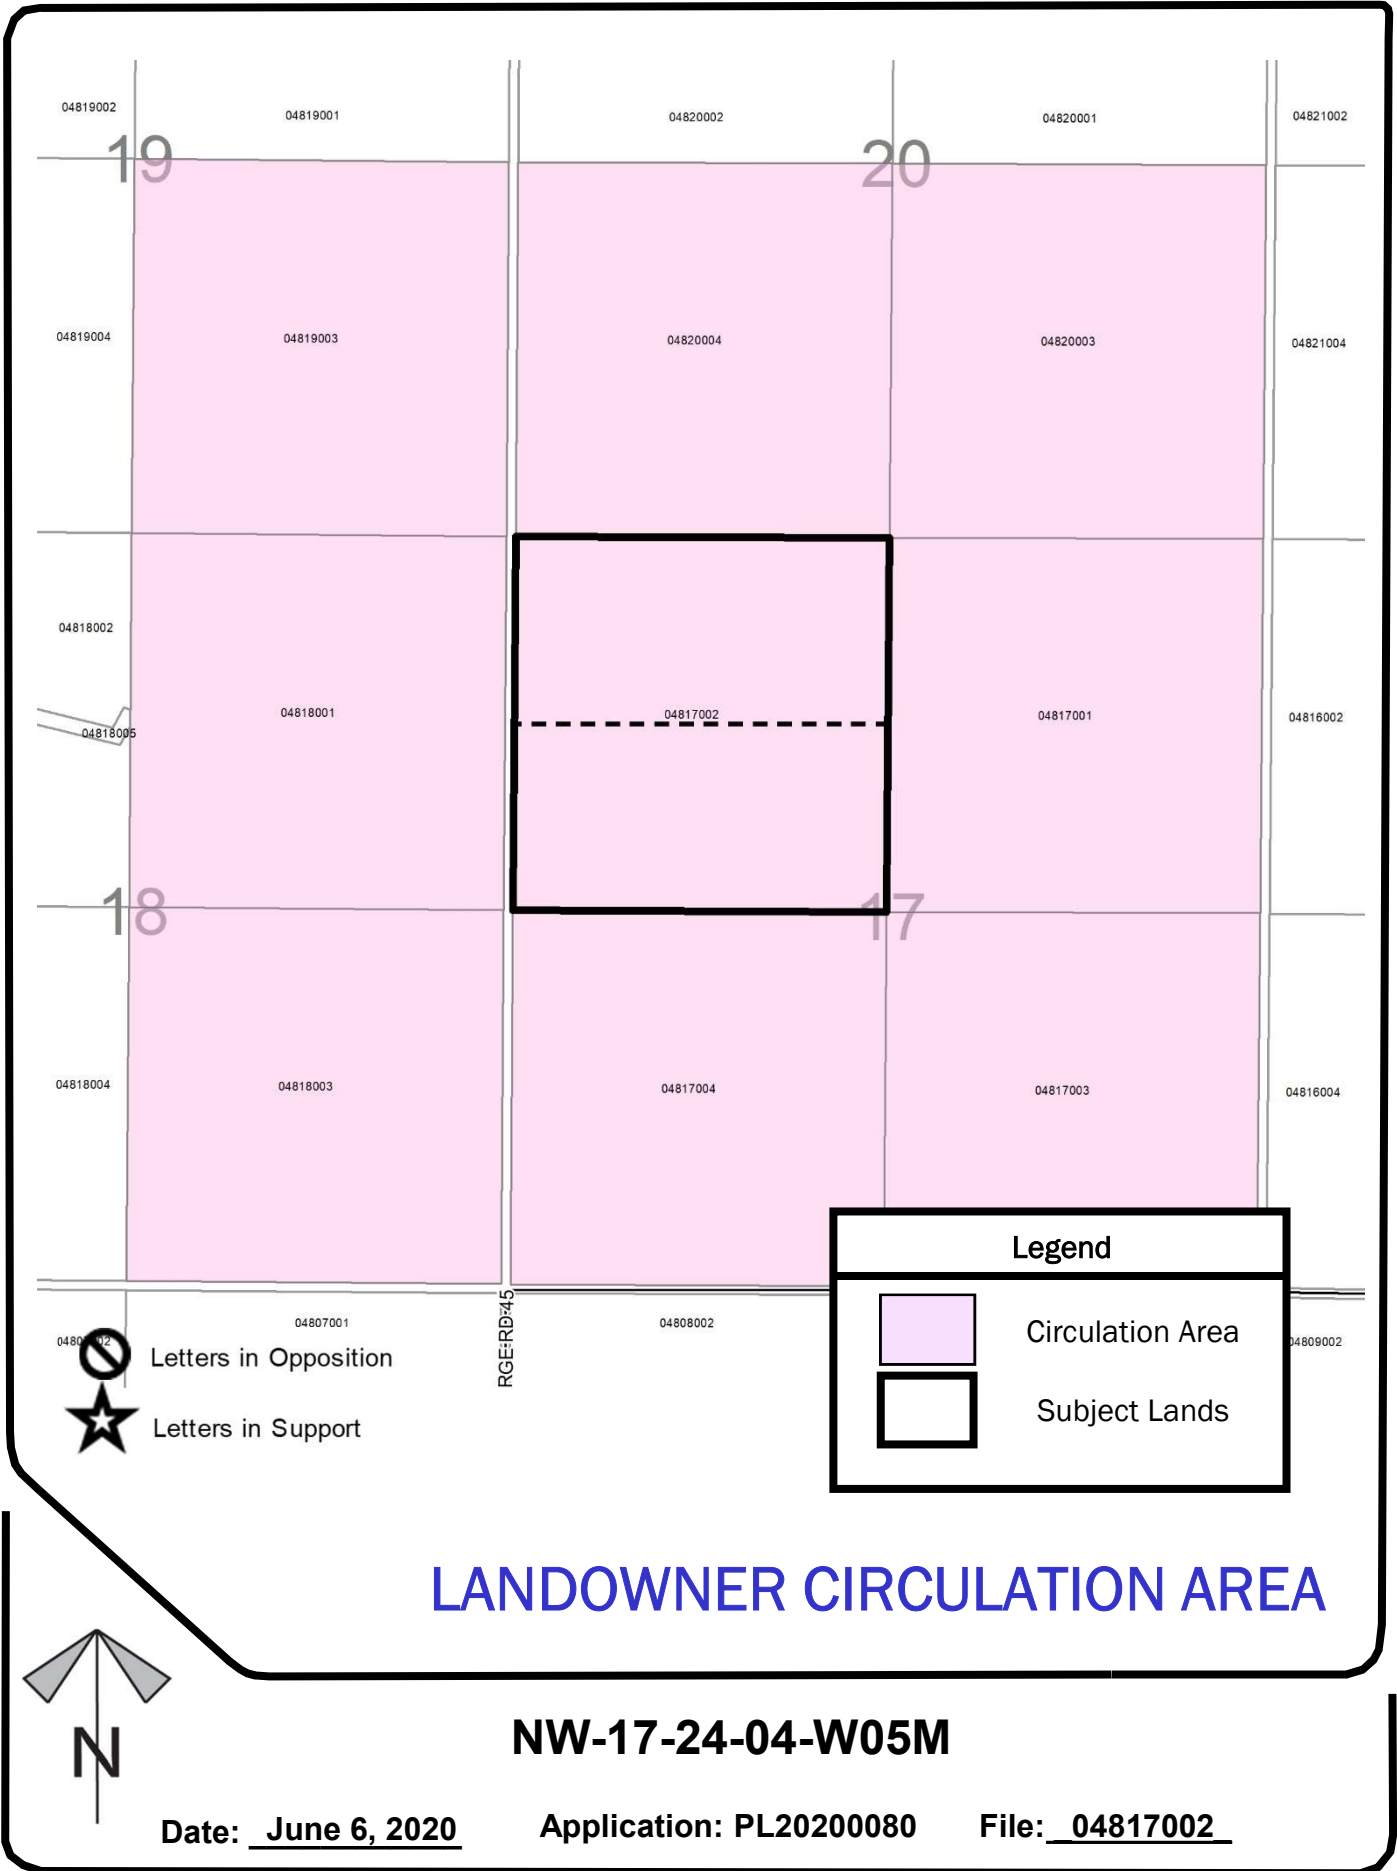 04819002
04819001
04820002
04820001
04821002
19
20
04819004
04819003
04820004
04820003
04821004
04818002
04818001
04817002
04817001
04816002
04818005
18
17
04818004
04818003
04817004
04817003
04816004
Legend
Circulation Area
Subject Lands
RGE RD 45
04807001
04808002
04809002
Letters in Opposition
Letters in Support
LANDOWNER CIRCULATION AREA
N
NW-17-24-04-W05M
Date: June 6, 2020 Application: PL20200080 File: 04817002